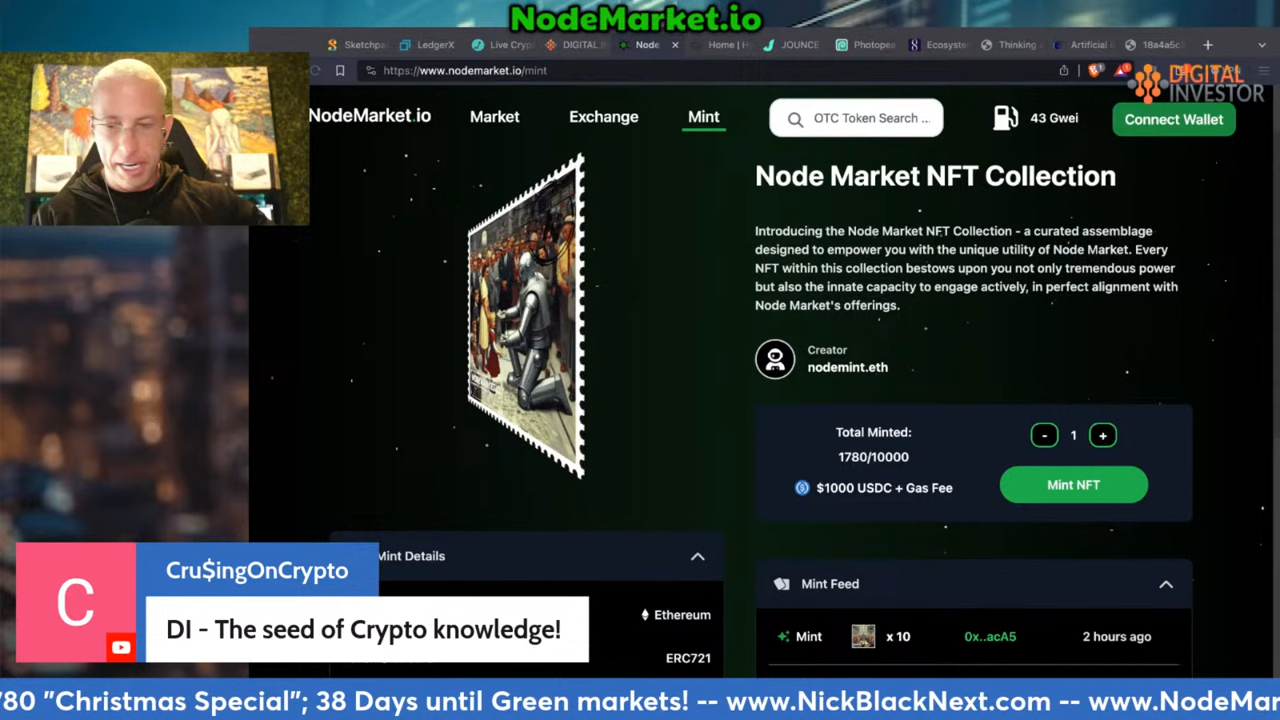 NodeMarket.io
Sketchpa
LedgerX
Live Cryp
DIGITAL I
Node
Home | H
JOUNCE
Photopea
Ecosyste
Thinking
Artificial
18a4a5c
https://www.nodemarket.io/mint
DIGITAL
INVESTOR
NodeMarket.io
Market
Exchange
Mint
OTC Token Search ...
43 Gwei
Connect Wallet
Node Market NFT Collection
Introducing the Node Market NFT Collection - a curated assemblage
designed to empower you with the unique utility of Node Market. Every
NFT within this collection bestows upon you not only tremendous power
but also the innate capacity to engage actively, in perfect alignment with
Node Market's offerings.
Creator
nodemint.eth
Total Minted:
1780/10000
$1000 USDC + Gas Fee
- 1 +
Mint NFT
Mint Details
Ethereum
ERC721
Mint Feed
Mint
x 10
0x..acA5
2 hours ago
C
Cru$ingOnCrypto
DI - The seed of Crypto knowledge!
780 "Christmas Special"; 38 Days until Green markets! -- www.NickBlackNext.com -- www.NodeMar